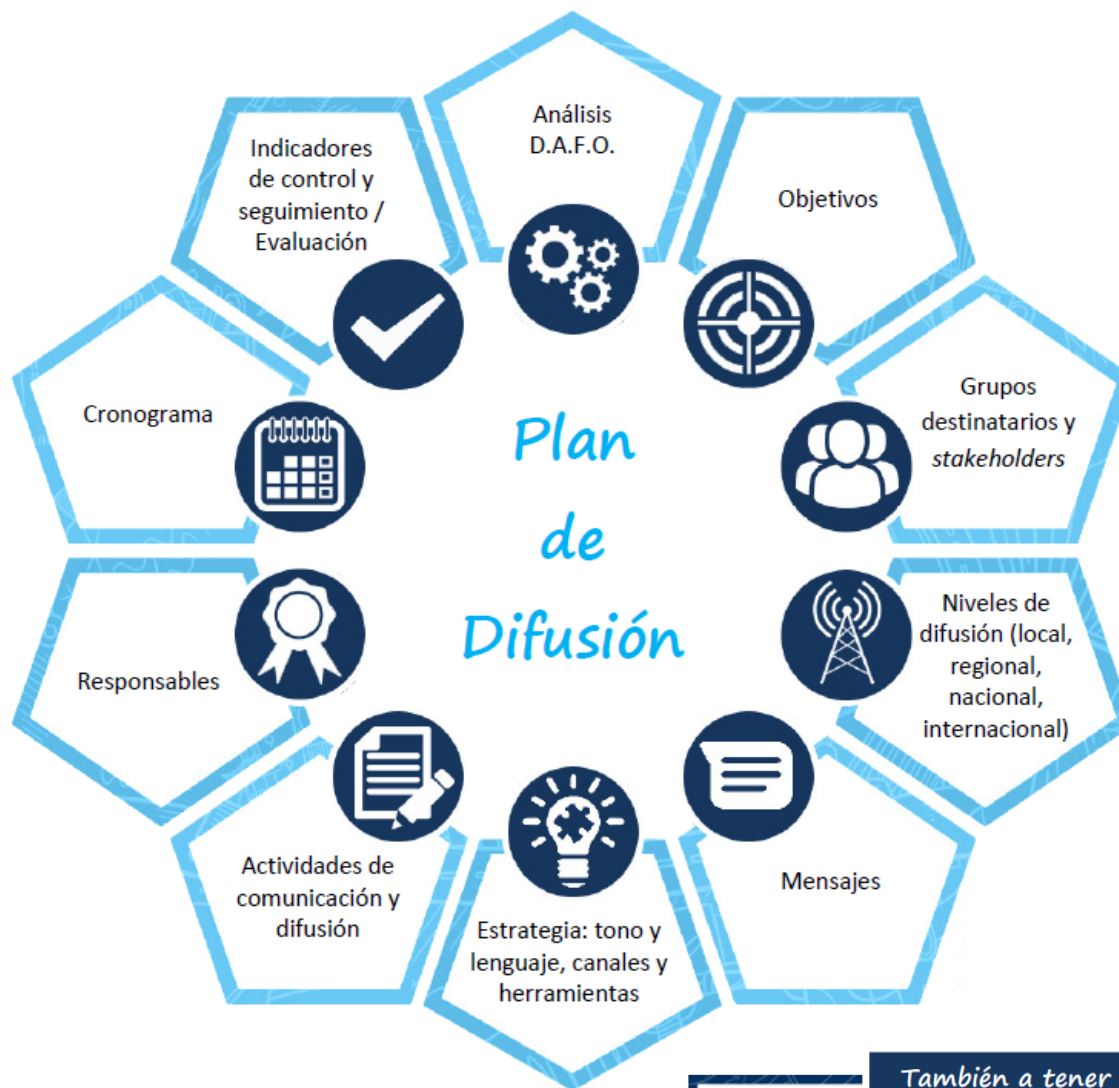 Análisis
D.A.F.O.
Objetivos
Grupos
destinatarios y
stakeholders
Niveles de
difusión (local,
regional,
nacional,
internacional)
Mensajes
Estrategia: tono y
lenguaje, canales y
herramientas
Actividades de
comunicación y
difusión
Responsables
Cronograma
Indicadores
de control y
seguimiento /
Evaluación
Plan
de
Difusión
También a tener